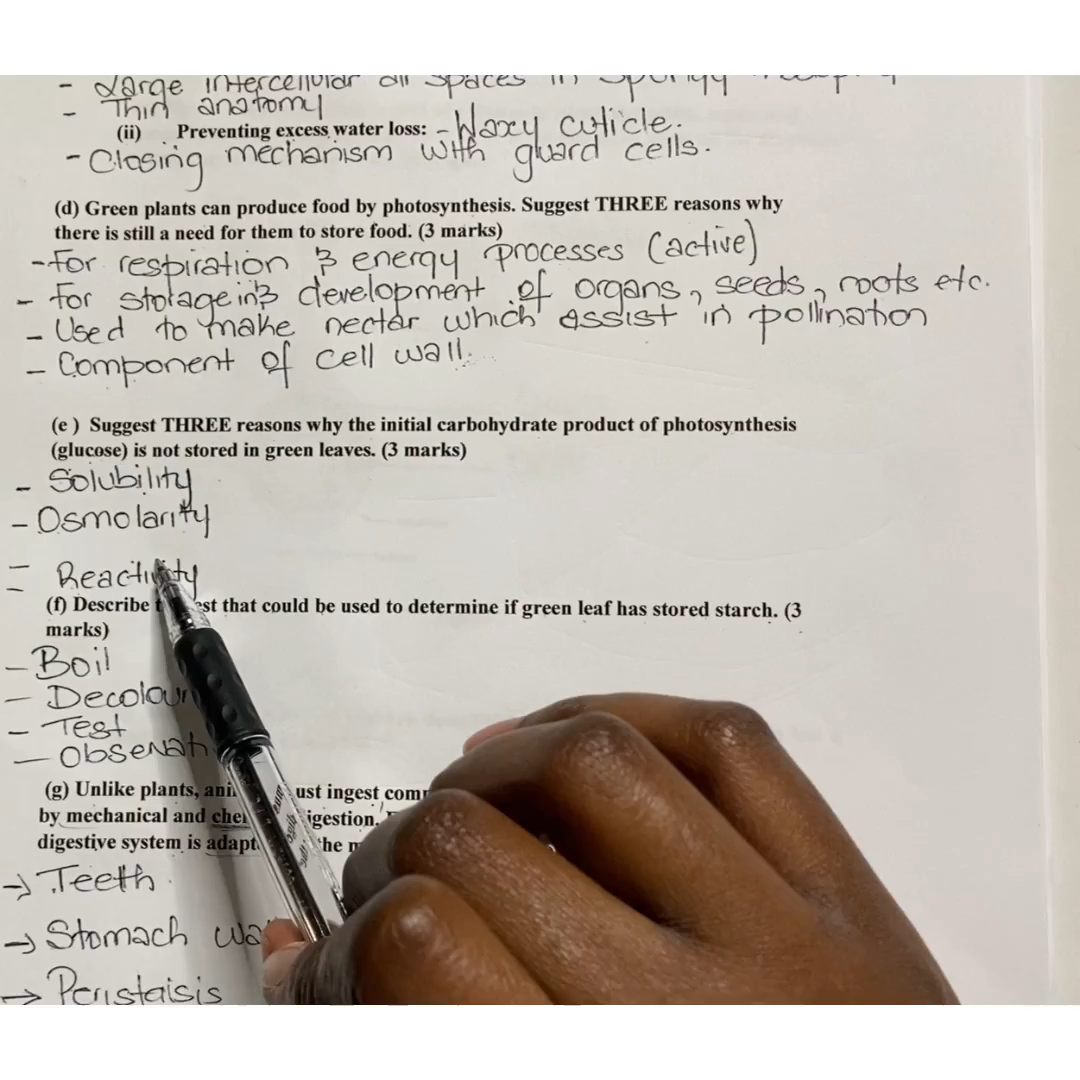 - Large intercellular air spaces in spongy
- Thin anatomy
(ii) Preventing excess water loss: - Waxy cuticle.
- Closing mechanism with guard cells.
(d) Green plants can produce food by photosynthesis. Suggest THREE reasons why
there is still a need for them to store food. (3 marks)
- For respiration & energy processes (active)
- For storage in & development of organs, seeds, roots etc.
- Used to make nectar which assist in pollination
- Component of cell wall.
(e ) Suggest THREE reasons why the initial carbohydrate product of photosynthesis
(glucose) is not stored in green leaves. (3 marks)
- Solubility
- Osmolarity
- Reactivity
(f) Describe that could be used to determine if green leaf has stored starch. (3
marks)
- Boil
- Decolour
- Test
- Observati
(g) Unlike plants, ust ingest
by mechanical and igestion.
digestive system is adapt he
→ Teeth
→ Stomach
→ Peristalsis